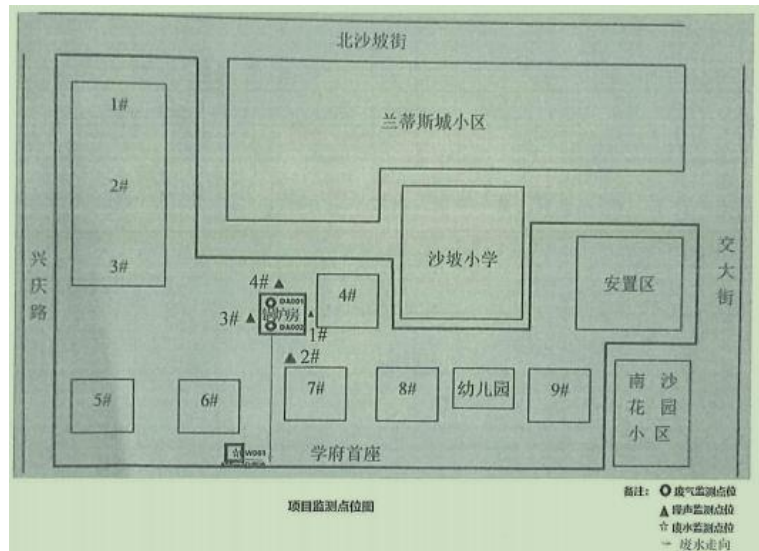 北沙坡街
兰蒂斯城小区
1#
2#
3#
兴庆路
交大街
沙坡小学
安置区
4#
4#
DA001
锅炉房
DA002
3#
1#
2#
5#
6#
7#
8#
幼儿园
9#
南沙
花园
小区
W001
学府首座
项目监测点位图
备注：
废气监测点位
噪声监测点位
废水监测点位
废水走向